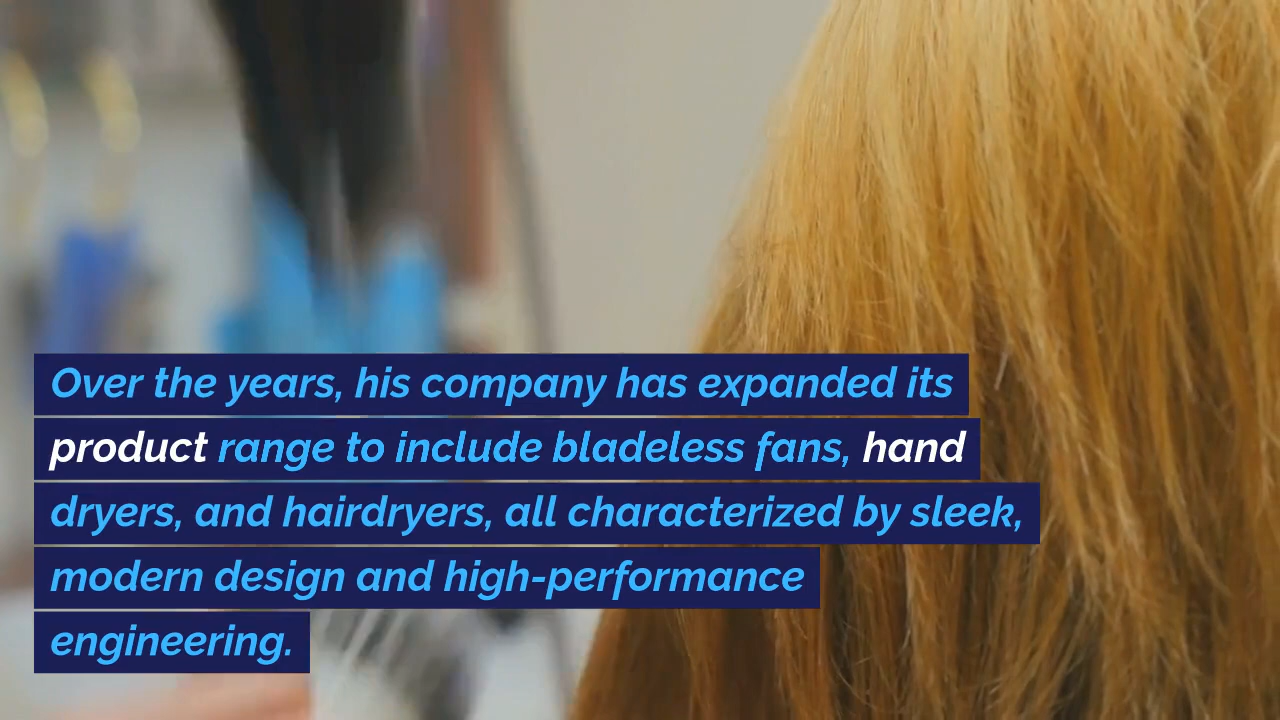 Over the years, his company has expanded its
product range to include bladeless fans, hand
dryers, and hairdryers, all characterized by sleek,
modern design and high-performance
engineering.